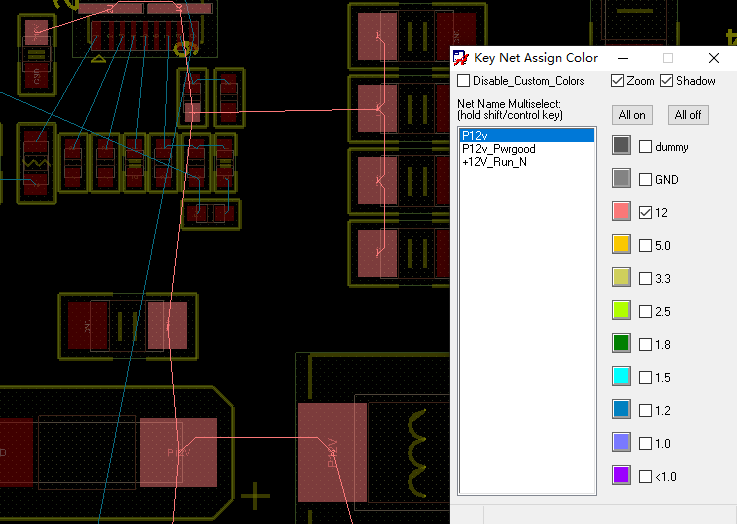 Key Net Assign Color
Disable_Custom_Colors
Zoom
Shadow
Net Name Multiselect:
(hold shift/control key)
All on
All off
P12v
P12v_Pwrgood
+12V_Run_N
dummy
GND
12
5.0
3.3
2.5
1.8
1.5
1.2
1.0
<1.0
P12V
P12V